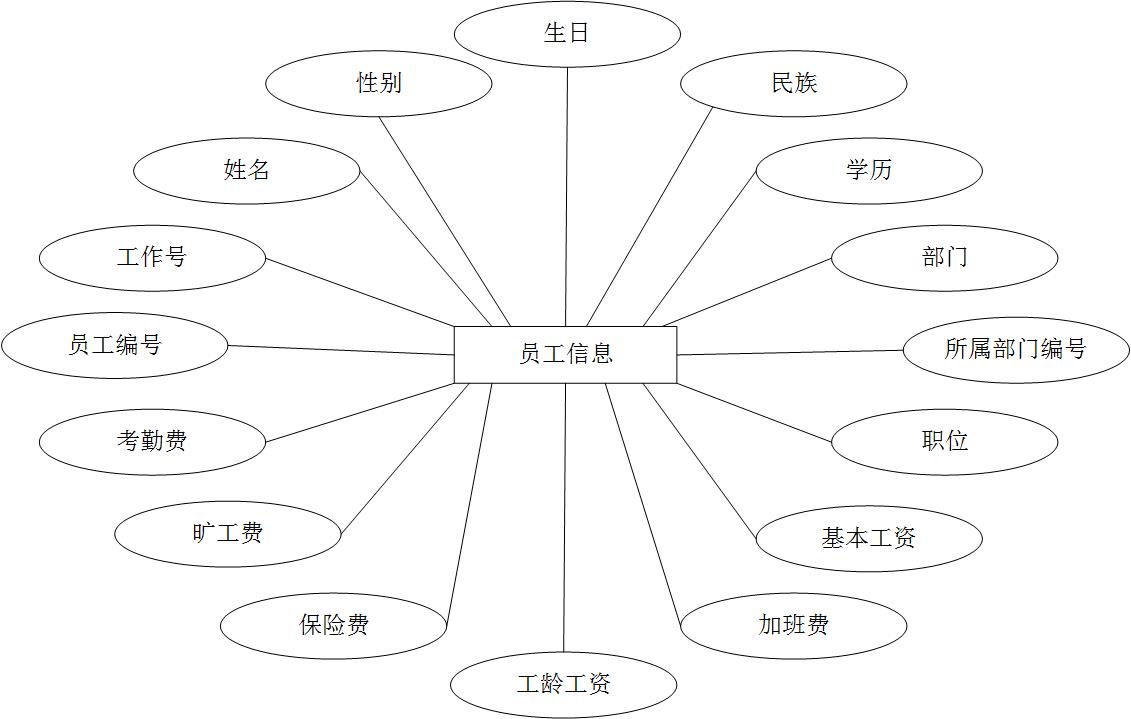 生日
性别
民族
姓名
学历
工作号
部门
员工编号
员工信息
所属部门编号
考勤费
职位
旷工费
基本工资
保险费
加班费
工龄工资